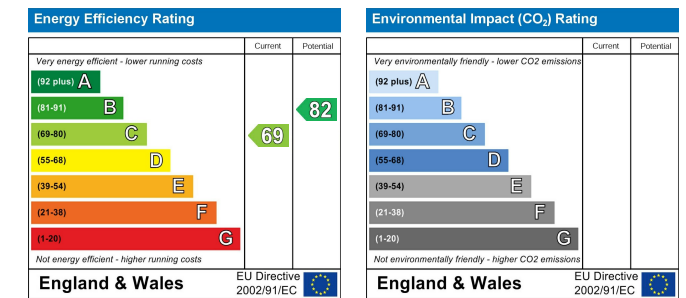 Energy Efficiency Rating
Current Potential
Very energy efficient - lower running costs
(92 plus) A
(81-91) B
82
(69-80) C
69
(55-68) D
(39-54) E
(21-38) F
(1-20) G
Not energy efficient - higher running costs
England & Wales
EU Directive
2002/91/EC
Environmental Impact (CO₂) Rating
Current Potential
Very environmentally friendly - lower CO2 emissions
(92 plus) A
(81-91) B
(69-80) C
(55-68) D
(39-54) E
(21-38) F
(1-20) G
Not environmentally friendly - higher CO2 emissions
England & Wales
EU Directive
2002/91/EC